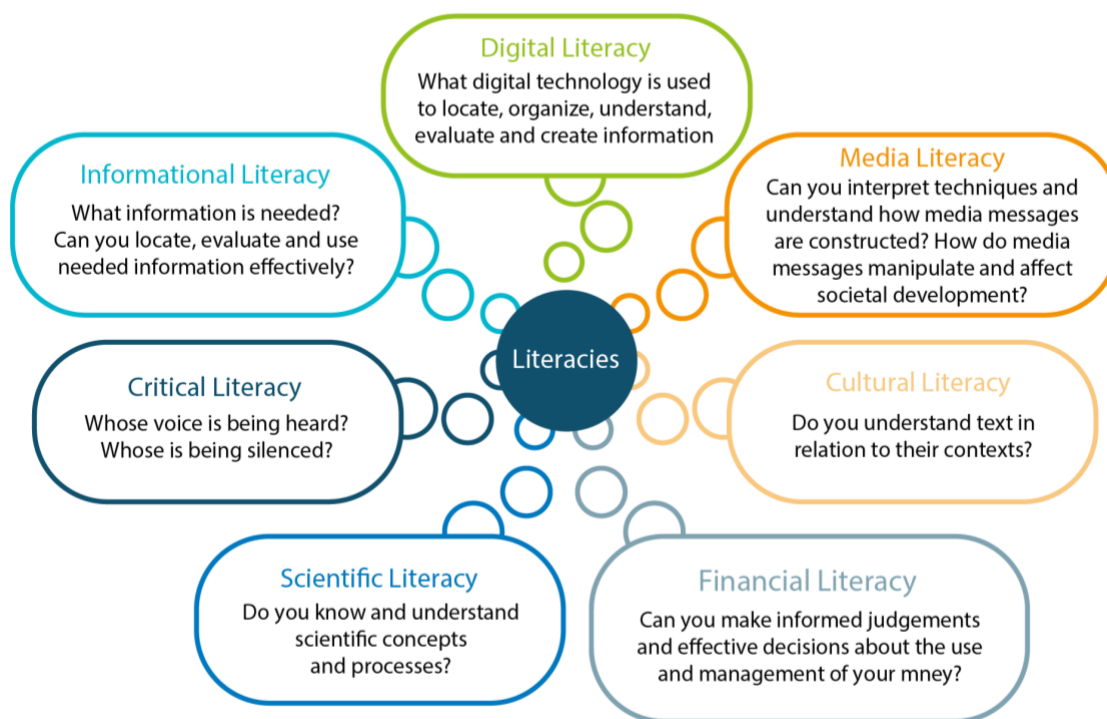 Digital Literacy
What digital technology is used
to locate, organize, understand,
evaluate and create information
Informational Literacy
What information is needed?
Can you locate, evaluate and use
needed information effectively?
Media Literacy
Can you interpret techniques and
understand how media messages
are constructed? How do media
messages manipulate and affect
societal development?
Literacies
Critical Literacy
Whose voice is being heard?
Whose is being silenced?
Cultural Literacy
Do you understand text in
relation to their contexts?
Scientific Literacy
Do you know and understand
scientific concepts
and processes?
Financial Literacy
Can you make informed judgements
and effective decisions about the use
and management of your mney?